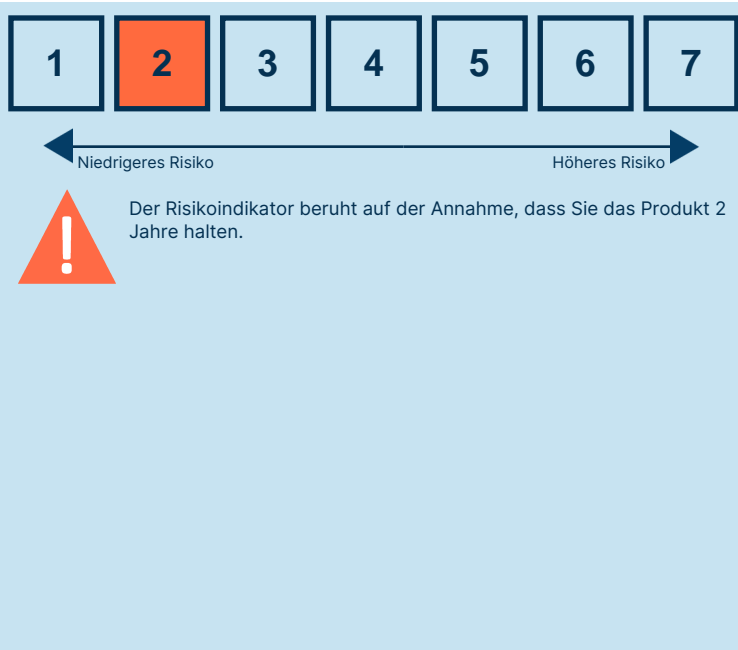 1 2 3 4 5 6 7
Niedrigeres Risiko Höheres Risiko
!
Der Risikoindikator beruht auf der Annahme, dass Sie das Produkt 2
Jahre halten.